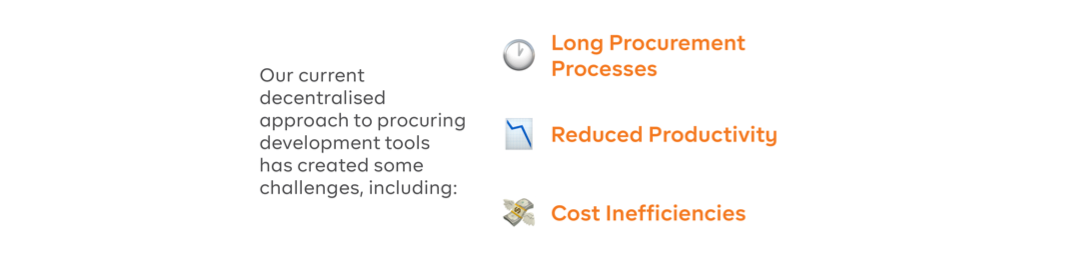 Our current
decentralised
approach to procuring
development tools
has created some
challenges, including:
Long Procurement
Processes
Reduced Productivity
Cost Inefficiencies